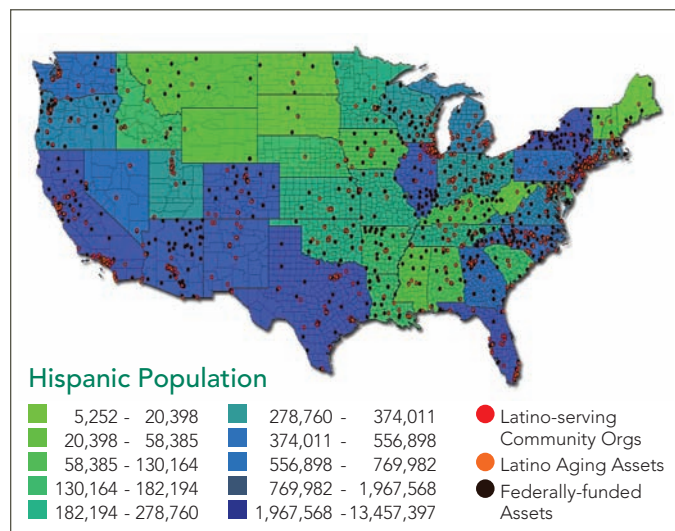 Hispanic Population
5,252 - 20,398
20,398 - 58,385
58,385 - 130,164
130,164 - 182,194
182,194 - 278,760
278,760 - 374,011
374,011 - 556,898
556,898 - 769,982
769,982 - 1,967,568
1,967,568 - 13,457,397
Latino-serving
Community Orgs
Latino Aging Assets
Federally-funded
Assets